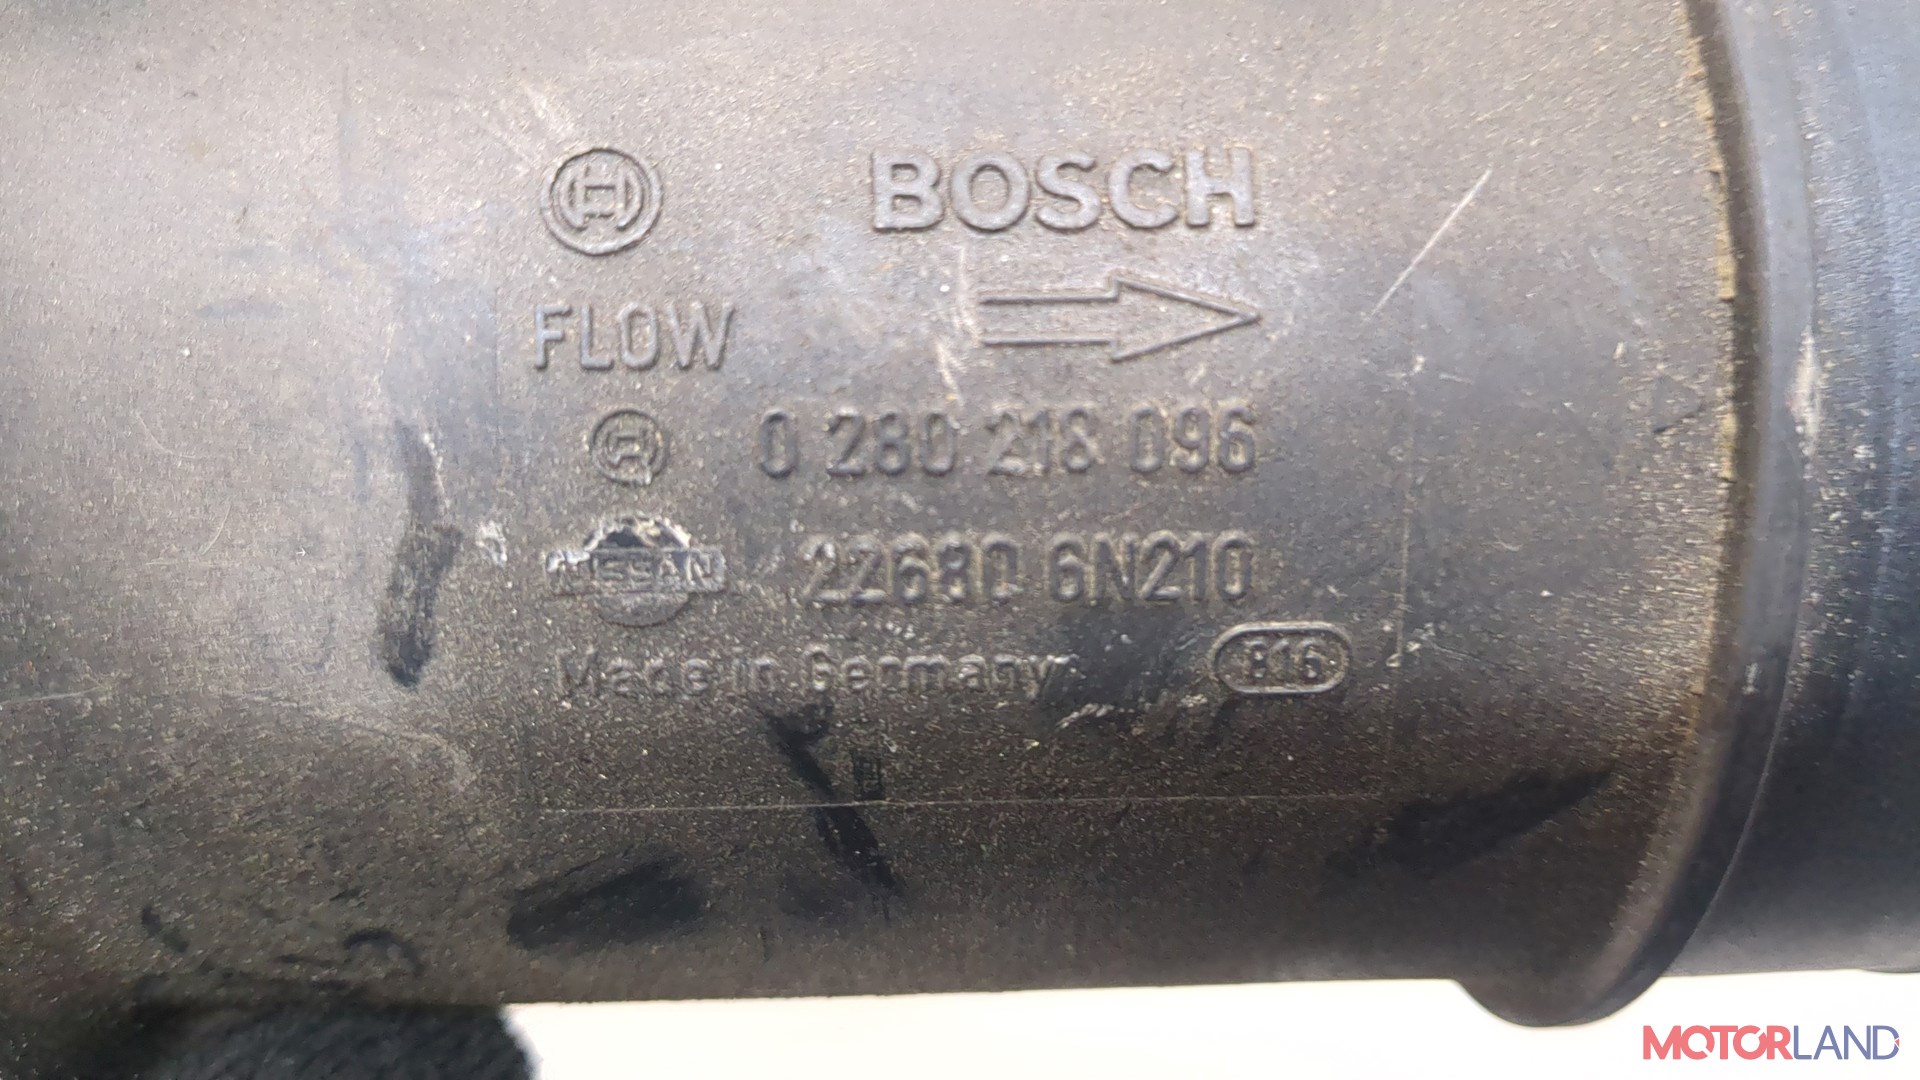 BOSCH
FLOW
0 280 218 096
NISSAN 22680 6N210
Made in Germany 816
MOTORLAND